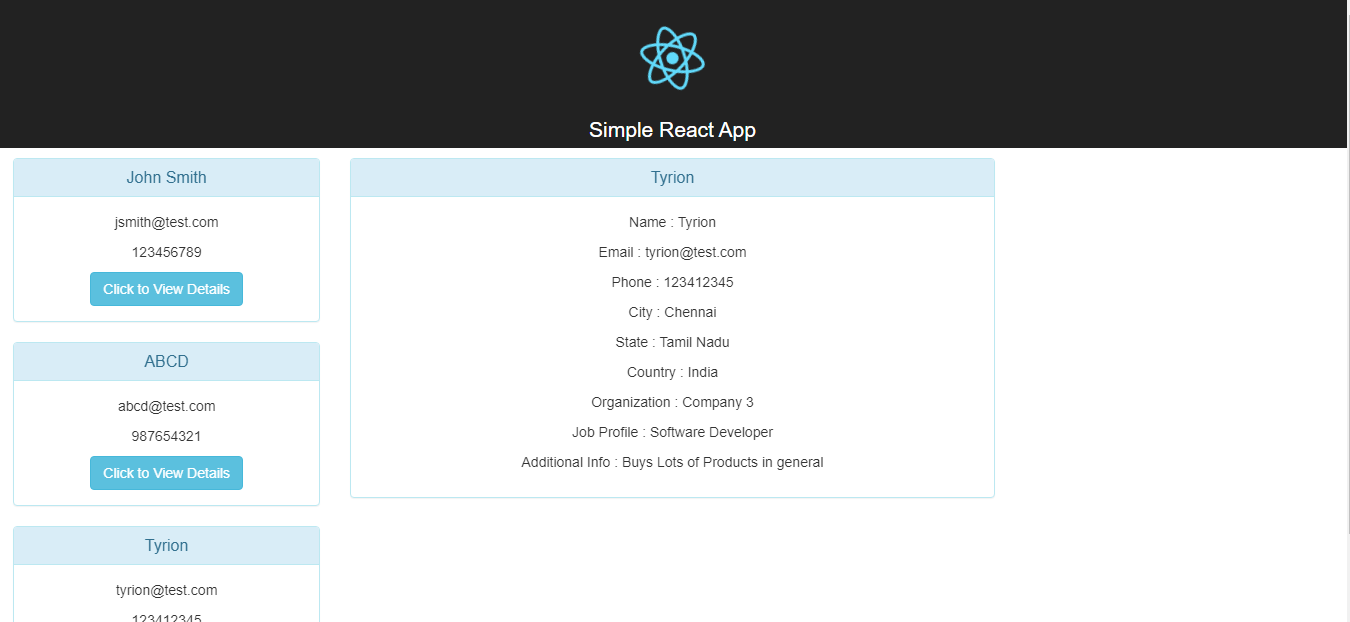 Simple React App
John Smith
jsmith@test.com
123456789
Click to View Details
ABCD
abcd@test.com
987654321
Click to View Details
Tyrion
tyrion@test.com
123412345
Tyrion
Name : Tyrion
Email : tyrion@test.com
Phone : 123412345
City : Chennai
State : Tamil Nadu
Country : India
Organization : Company 3
Job Profile : Software Developer
Additional Info : Buys Lots of Products in general